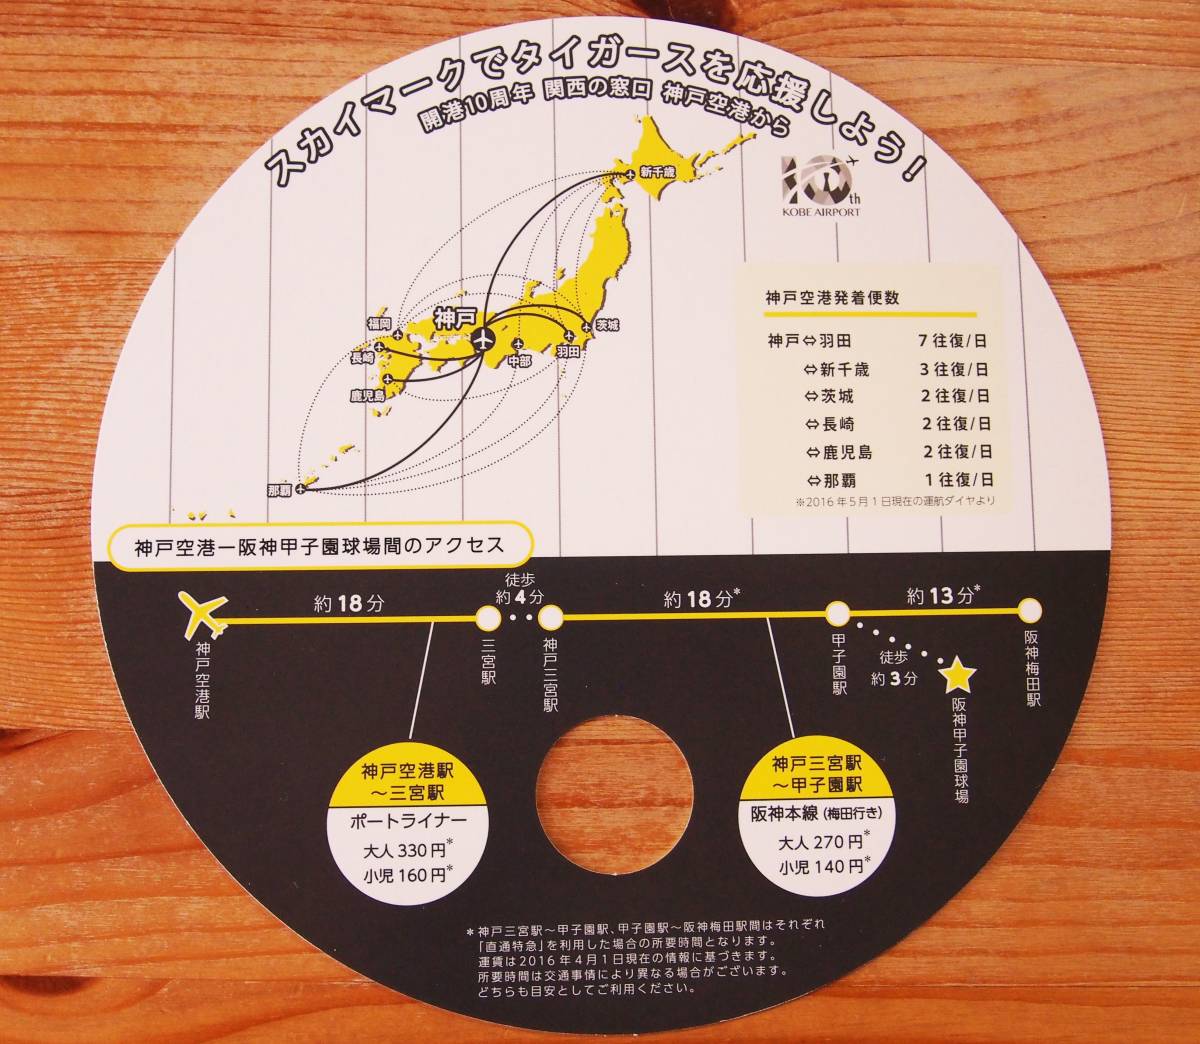 スカイマークでタイガースを応援しよう!
開港10周年 関西の窓口 神戸空港から
10th
KOBE AIRPORT
新千歳
神戸
福岡
長崎
鹿児島
中部
羽田
茨城
那覇
神戸空港発着便数
神戸⇔羽田 7往復/日
⇔新千歳 3往復/日
⇔茨城 2往復/日
⇔長崎 2往復/日
⇔鹿児島 2往復/日
⇔那覇 1往復/日
※2016年5月1日現在の運航ダイヤより
神戸空港ー阪神甲子園球場間のアクセス
約18分
徒歩
約4分
約18分*
約13分*
神戸空港駅
三宮駅
神戸三宮駅
甲子園駅
徒歩
約3分
阪神甲子園球場
阪神梅田駅
神戸空港駅
～三宮駅
ポートライナー
大人330円*
小児160円*
神戸三宮駅
～甲子園駅
阪神本線(梅田行き)
大人270円*
小児140円*
*神戸三宮駅～甲子園駅、甲子園駅～阪神梅田駅間はそれぞれ
「直通特急」を利用した場合の所要時間となります。
運賃は2016年4月1日現在の情報に基づきます。
所要時間は交通事情により異なる場合がございます。
どちらも目安としてご利用ください。